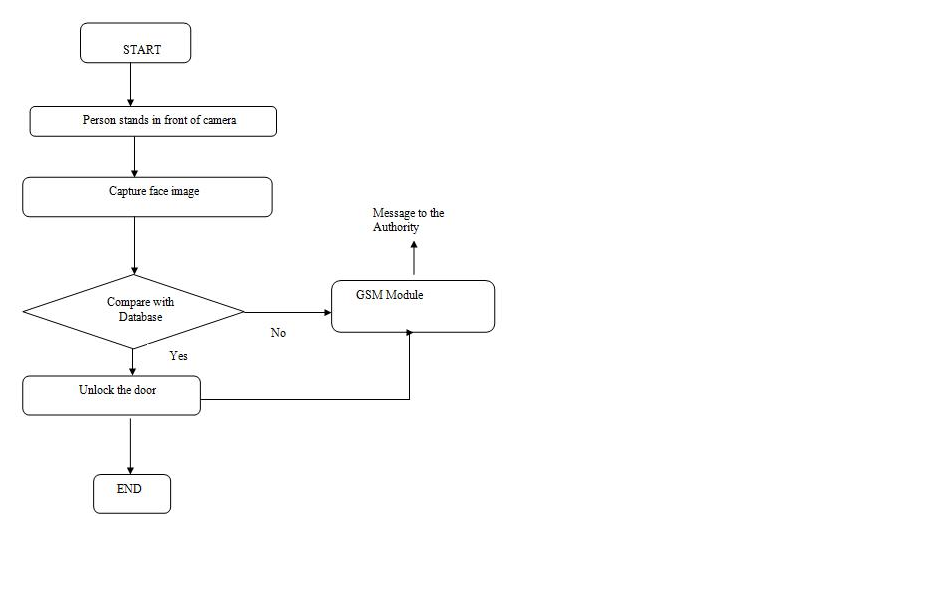 START
Person stands in front of camera
Capture face image
Message to the
Authority
Compare with
Database
GSM Module
No
Yes
Unlock the door
END